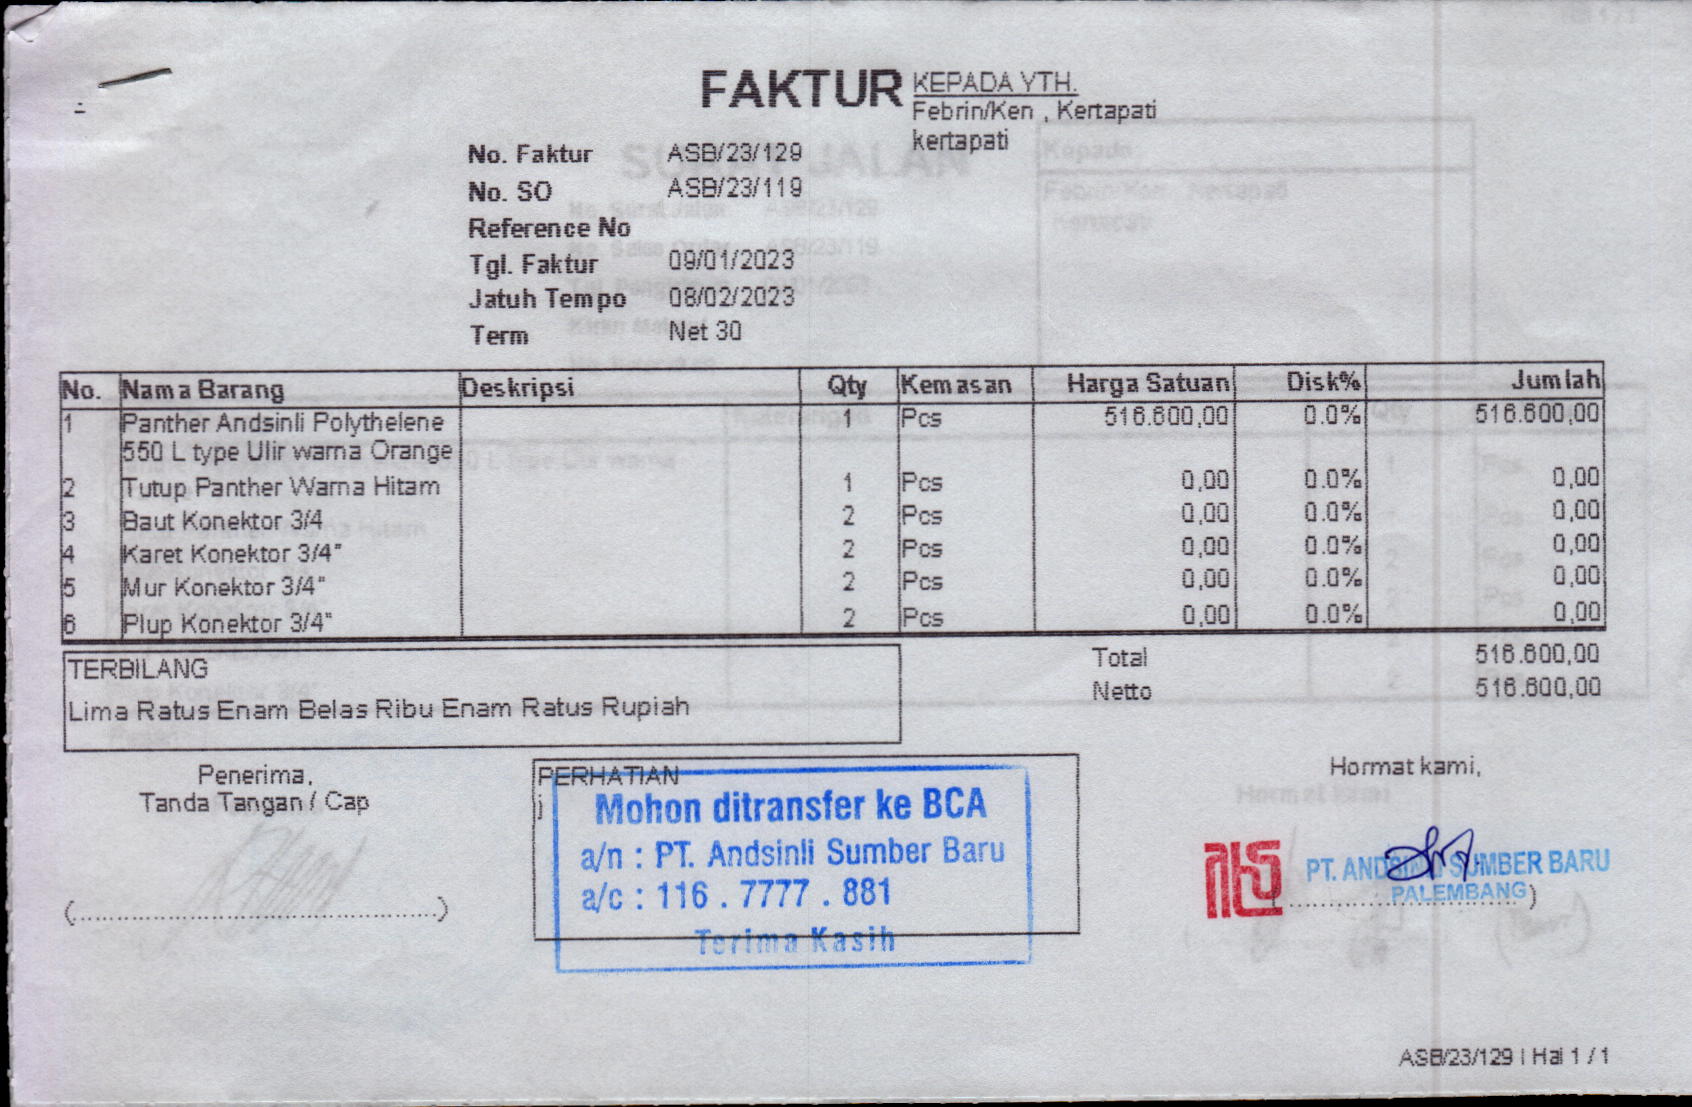 FAKTUR
KEPADA YTH.
Febrin/Ken , Kertapati
kertapati
No. Faktur ASB/23/129
No. SO ASB/23/119
Reference No
Tgl. Faktur 09/01/2023
Jatuh Tempo 08/02/2023
Term Net 30
No. Nama Barang Deskripsi Qty Kemasan Harga Satuan Disk% Jumlah
1 Panther Andsinli Polythelene 1 Pcs 516.600,00 0.0% 516.600,00
550 L type Ulir warna Orange
2 Tutup Panther Warna Hitam 1 Pcs 0,00 0.0% 0,00
3 Baut Konektor 3/4 2 Pcs 0,00 0.0% 0,00
4 Karet Konektor 3/4" 2 Pcs 0,00 0.0% 0,00
5 Mur Konektor 3/4" 2 Pcs 0,00 0.0% 0,00
6 Plup Konektor 3/4" 2 Pcs 0,00 0.0% 0,00
TERBILANG
Lima Ratus Enam Belas Ribu Enam Ratus Rupiah
Total 516.600,00
Netto 516.600,00
Penerima,
Tanda Tangan / Cap
(.......................................)
PERHATIAN
j
Mohon ditransfer ke BCA
a/n : PT. Andsinli Sumber Baru
a/c : 116 . 7777 . 881
Terima Kasih
Hormat kami,
PT. ANDSINLI SUMBER BARU
PALEMBANG
ASB/23/129 | Hal 1 / 1